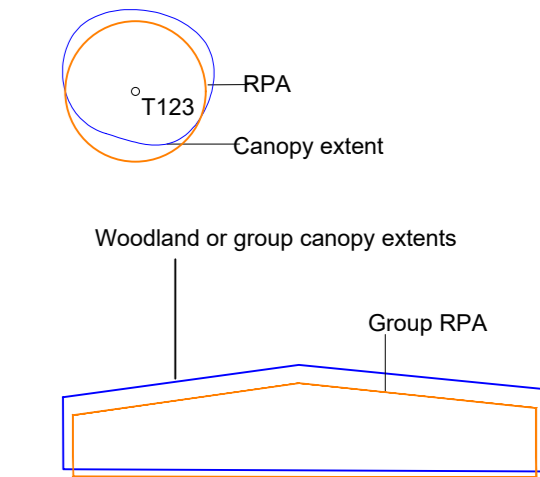 RPA
T123
Canopy extent
Woodland or group canopy extents
Group RPA